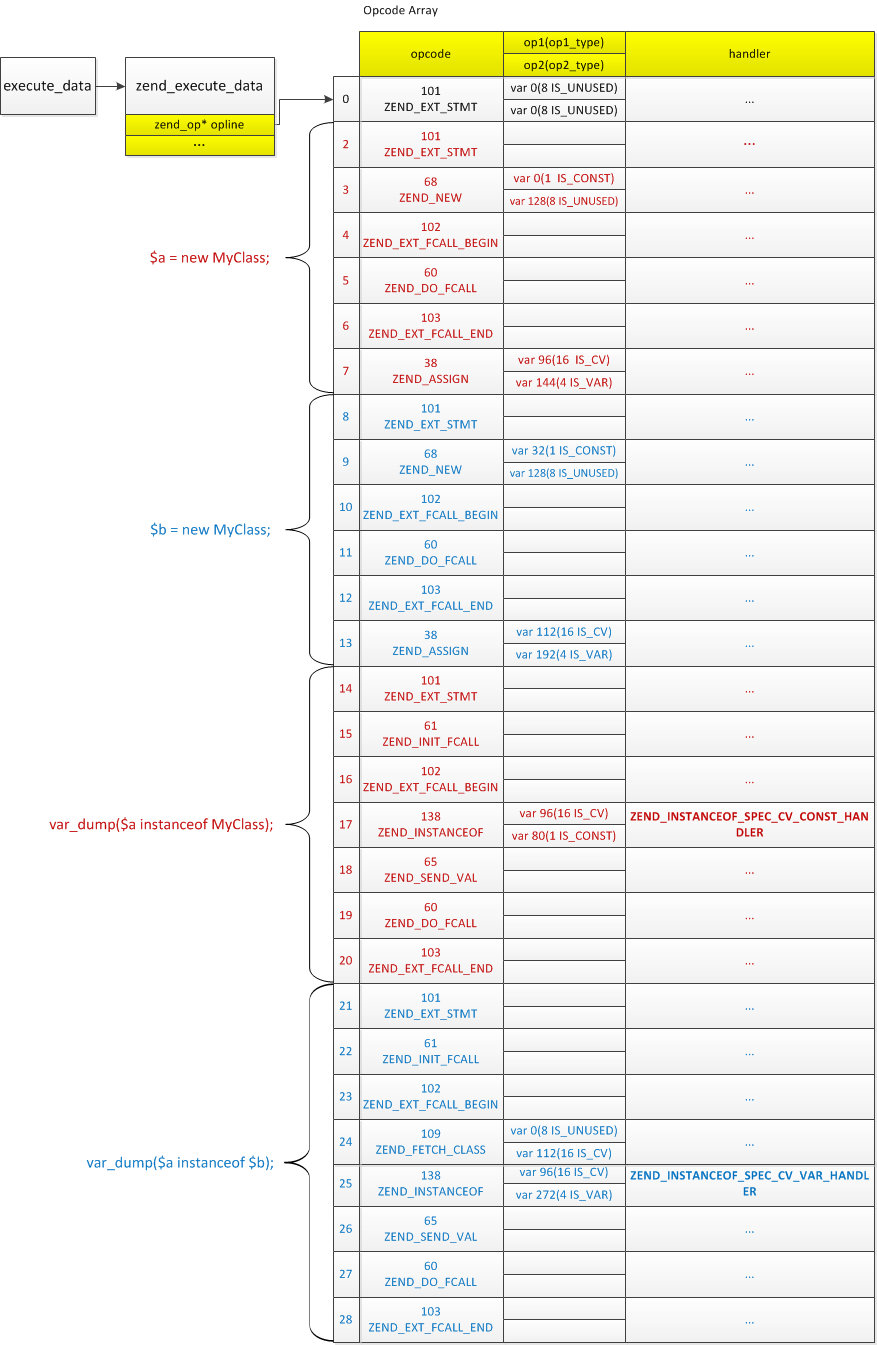 Opcode Array
opcode
op1(op1_type)
op2(op2_type)
handler
execute_data
zend_execute_data
zend_op* opline
...
0
101
ZEND_EXT_STMT
var 0(8 IS_UNUSED)
var 0(8 IS_UNUSED)
...
$a = new MyClass;
2
101
ZEND_EXT_STMT
...
3
68
ZEND_NEW
var 0(1  IS_CONST)
var 128(8 IS_UNUSED)
...
4
102
ZEND_EXT_FCALL_BEGIN
...
5
60
ZEND_DO_FCALL
...
6
103
ZEND_EXT_FCALL_END
...
7
38
ZEND_ASSIGN
var 96(16  IS_CV)
var 144(4 IS_VAR)
...
$b = new MyClass;
8
101
ZEND_EXT_STMT
...
9
68
ZEND_NEW
var 32(1 IS_CONST)
var 128(8 IS_UNUSED)
...
10
102
ZEND_EXT_FCALL_BEGIN
...
11
60
ZEND_DO_FCALL
...
12
103
ZEND_EXT_FCALL_END
...
13
38
ZEND_ASSIGN
var 112(16 IS_CV)
var 192(4 IS_VAR)
...
var_dump($a instanceof MyClass);
14
101
ZEND_EXT_STMT
...
15
61
ZEND_INIT_FCALL
...
16
102
ZEND_EXT_FCALL_BEGIN
...
17
138
ZEND_INSTANCEOF
var 96(16 IS_CV)
var 80(1 IS_CONST)
ZEND_INSTANCEOF_SPEC_CV_CONST_HAN
DLER
18
65
ZEND_SEND_VAL
...
19
60
ZEND_DO_FCALL
...
20
103
ZEND_EXT_FCALL_END
...
var_dump($a instanceof $b);
21
101
ZEND_EXT_STMT
...
22
61
ZEND_INIT_FCALL
...
23
102
ZEND_EXT_FCALL_BEGIN
...
24
109
ZEND_FETCH_CLASS
var 0(8 IS_UNUSED)
var 112(16 IS_CV)
...
25
138
ZEND_INSTANCEOF
var 96(16 IS_CV)
var 272(4 IS_VAR)
ZEND_INSTANCEOF_SPEC_CV_VAR_HANDL
ER
26
65
ZEND_SEND_VAL
...
27
60
ZEND_DO_FCALL
...
28
103
ZEND_EXT_FCALL_END
...